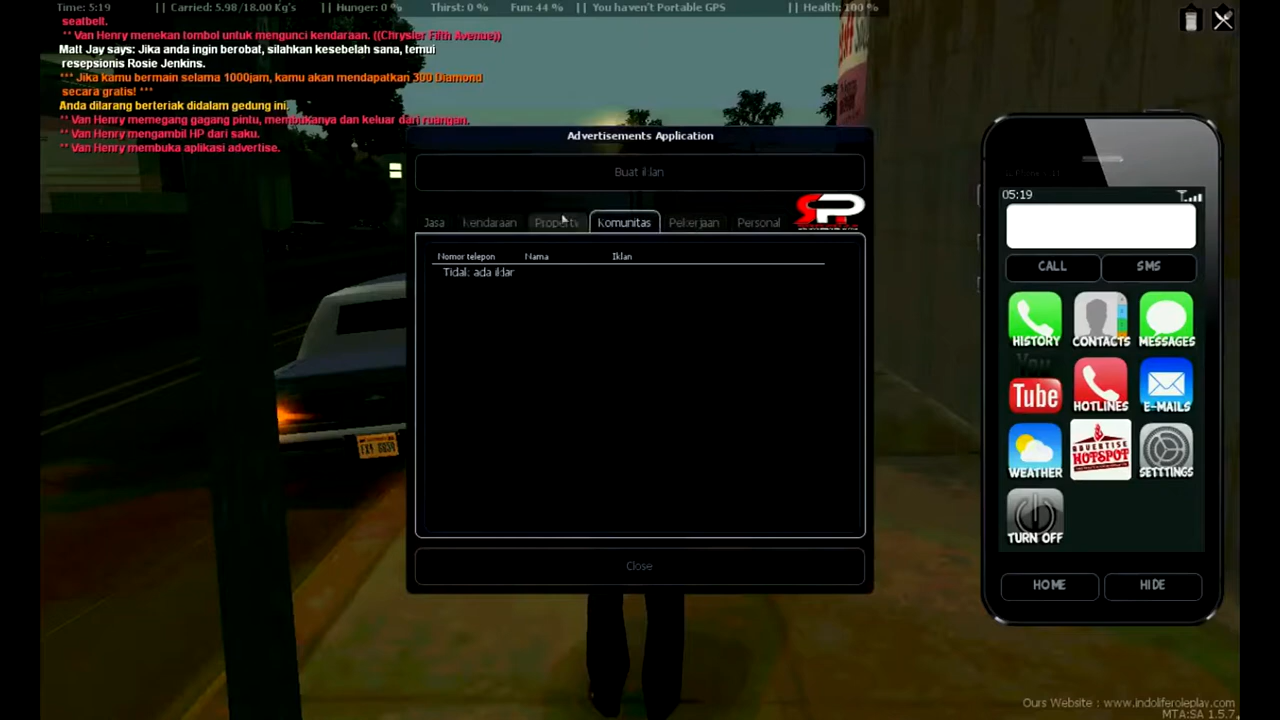 Time: 5:19 || Carried: 5.98/18.00 Kg's || Hunger: 0 % Thirst: 0 % Fun: 44 % || You haven't Portable GPS || Health: 100 %
seatbelt.
** Van Henry menekan tombol untuk mengunci kendaraan. ((Chrysler Fifth Avenue))
Matt Jay says: Jika anda ingin berobat, silahkan kesebelah sana, temui
resepsionis Rosie Jenkins.
*** Jika kamu bermain selama 1000jam, kamu akan mendapatkan 300 Diamond
secara gratis! ***
Anda dilarang berteriak didalam gedung ini.
** Van Henry memegang gagang pintu, membukanya dan keluar dari ruangan.
** Van Henry mengambil HP dari saku.
** Van Henry membuka aplikasi advertise.
Advertisements Application
Buat iklan
Jasa Kendaraan Property Komunitas Pekerjaan Personal
RP
Nomor telepon Nama Iklan
Tidak ada iklan
Close
05:19
CALL SMS
HISTORY CONTACTS MESSAGES
You
Tube HOTLINES E-MAILS
WEATHER ADVERTISE HOTSPOT SETTTINGS
TURN OFF
HOME HIDE
Ours Website : www.indoliferoleplay.com
MTA:SA 1.5.7